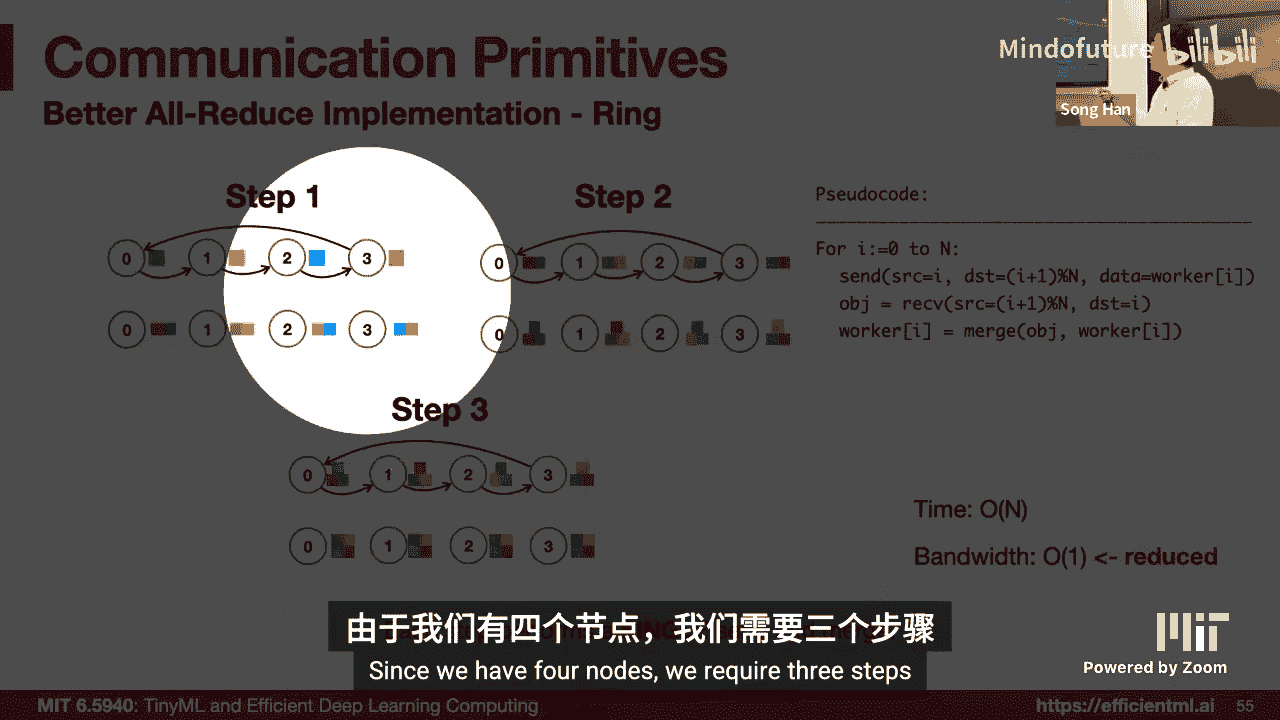 Communication Primitives
Better All-Reduce Implementation - Ring
Mindofuture bilibili
Song Han
Step 1
0 1 2 3
0 1 2 3
Step 2
0 1 2 3
0 1 2 3
Step 3
0 1 2 3
0 1 2 3
Pseudocode:
For i:=0 to N:
send(src=i, dst=(i+1)%N, data=worker[i])
obj = recv(src=(i+1)%N, dst=i)
worker[i] = merge(obj, worker[i])
Time: O(N)
Bandwidth: O(1) <- reduced
由于我们有四个节点，我们需要三个步骤
Since we have four nodes, we require three steps
MIT
Powered by Zoom
MIT 6.5940: TinyML and Efficient Deep Learning Computing
https://efficientml.ai
55